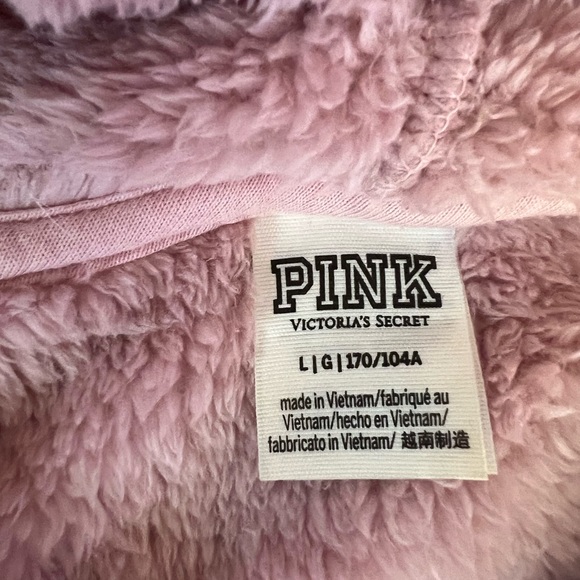 PINK
VICTORIA'S SECRET
L|G|170/104A
made in Vietnam/fabriqué au
Vietnam/hecho en Vietnam/
fabbricato in Vietnam/ 越南制造